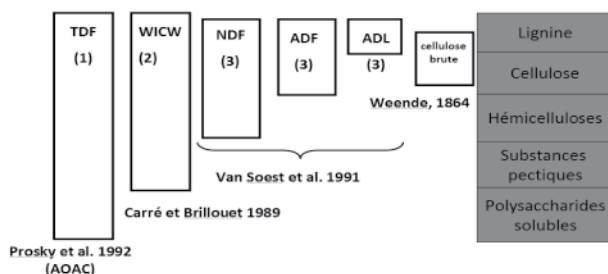 TDF
(1)
WICW
(2)
NDF
(3)
ADF
(3)
ADL
(3)
cellulose
brute
Weende, 1864
Van Soest et al. 1991
Carré et Brillouet 1989
Prosky et al. 1992
(AOAC)
Lignine
Cellulose
Hémicelluloses
Substances
pectiques
Polysaccharides
solubles